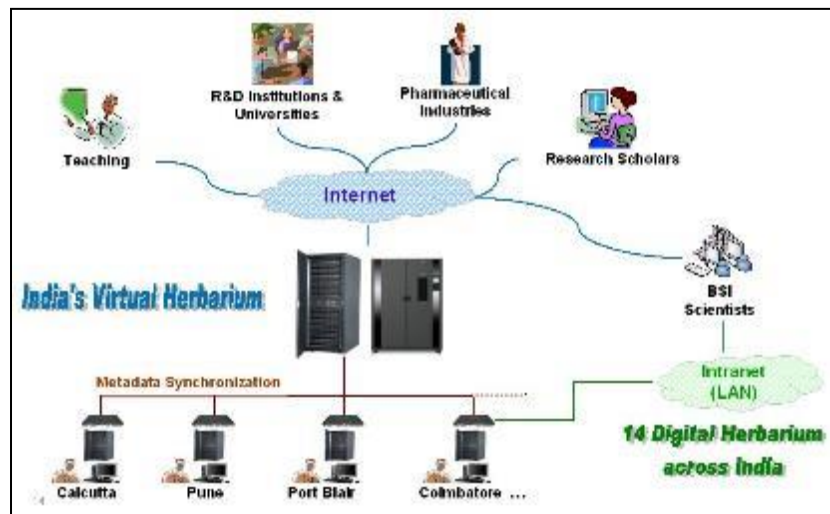 R&D Institutions &
Universities
Pharmaceutical
Industries
Teaching
Research Scholars
Internet
India's Virtual Herbarium
BSI
Scientists
Metadata Synchronization
Intranet
(LAN)
14 Digital Herbarium
across India
Calcutta
Pune
Port Blair
Coimbatore ...
14